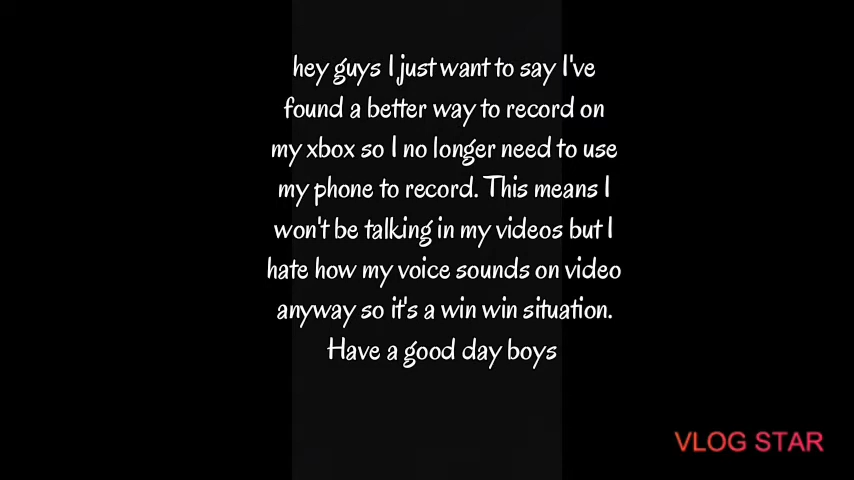 hey guys I just want to say I've
found a better way to record on
my xbox so I no longer need to use
my phone to record. This means I
won't be talking in my videos but I
hate how my voice sounds on video
anyway so it's a win win situation.
Have a good day boys
VLOG STAR